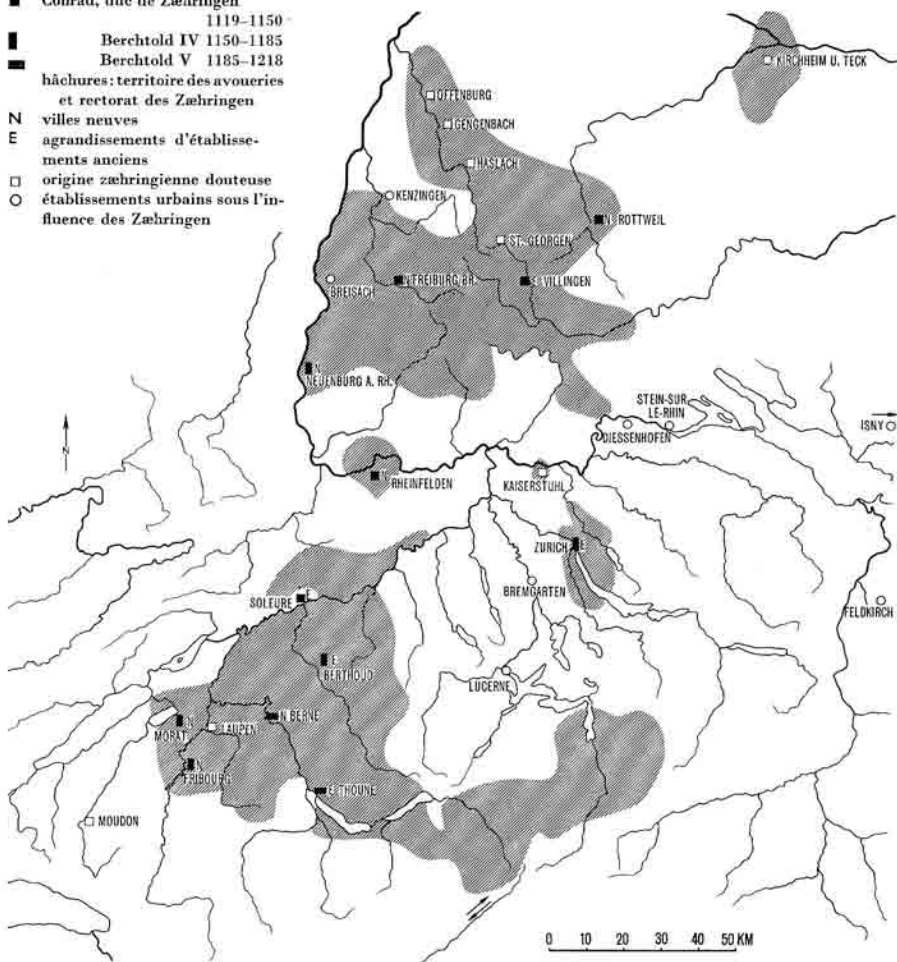 ■ Conrad, duc de Zæhringen
1119–1150
Berchtold IV 1150–1185
Berchtold V 1185–1218
hâchures: territoire des avoueries
et rectorat des Zæhringen
N villes neuves
E agrandissements d'établisse-
ments anciens
□ origine zæhringienne douteuse
○ établissements urbains sous l'in-
fluence des Zæhringen
KIRCHHEIM U. TECK
OFFENBURG
GENGENBACH
HASLACH
KENZINGEN
N ROTTWEIL
ST. GEORGEN
BREISACH
N FREIBURG/BR.
E VILLINGEN
N
NEUENBURG A. RH.
STEIN-SUR-
LE-RHIN
DIESSENHOFEN
ISNY
N
N
RHEINFELDEN
KAISERSTUHL
ZURICH E
BREMGARTEN
E
SOLEURE
FELDKIRCH
E
BERTHOUD
LUCERNE
N
MORAT
LAUPEN
N BERNE
N
FRIBOURG
E THOUNE
MOUDON
0 10 20 30 40 50 KM